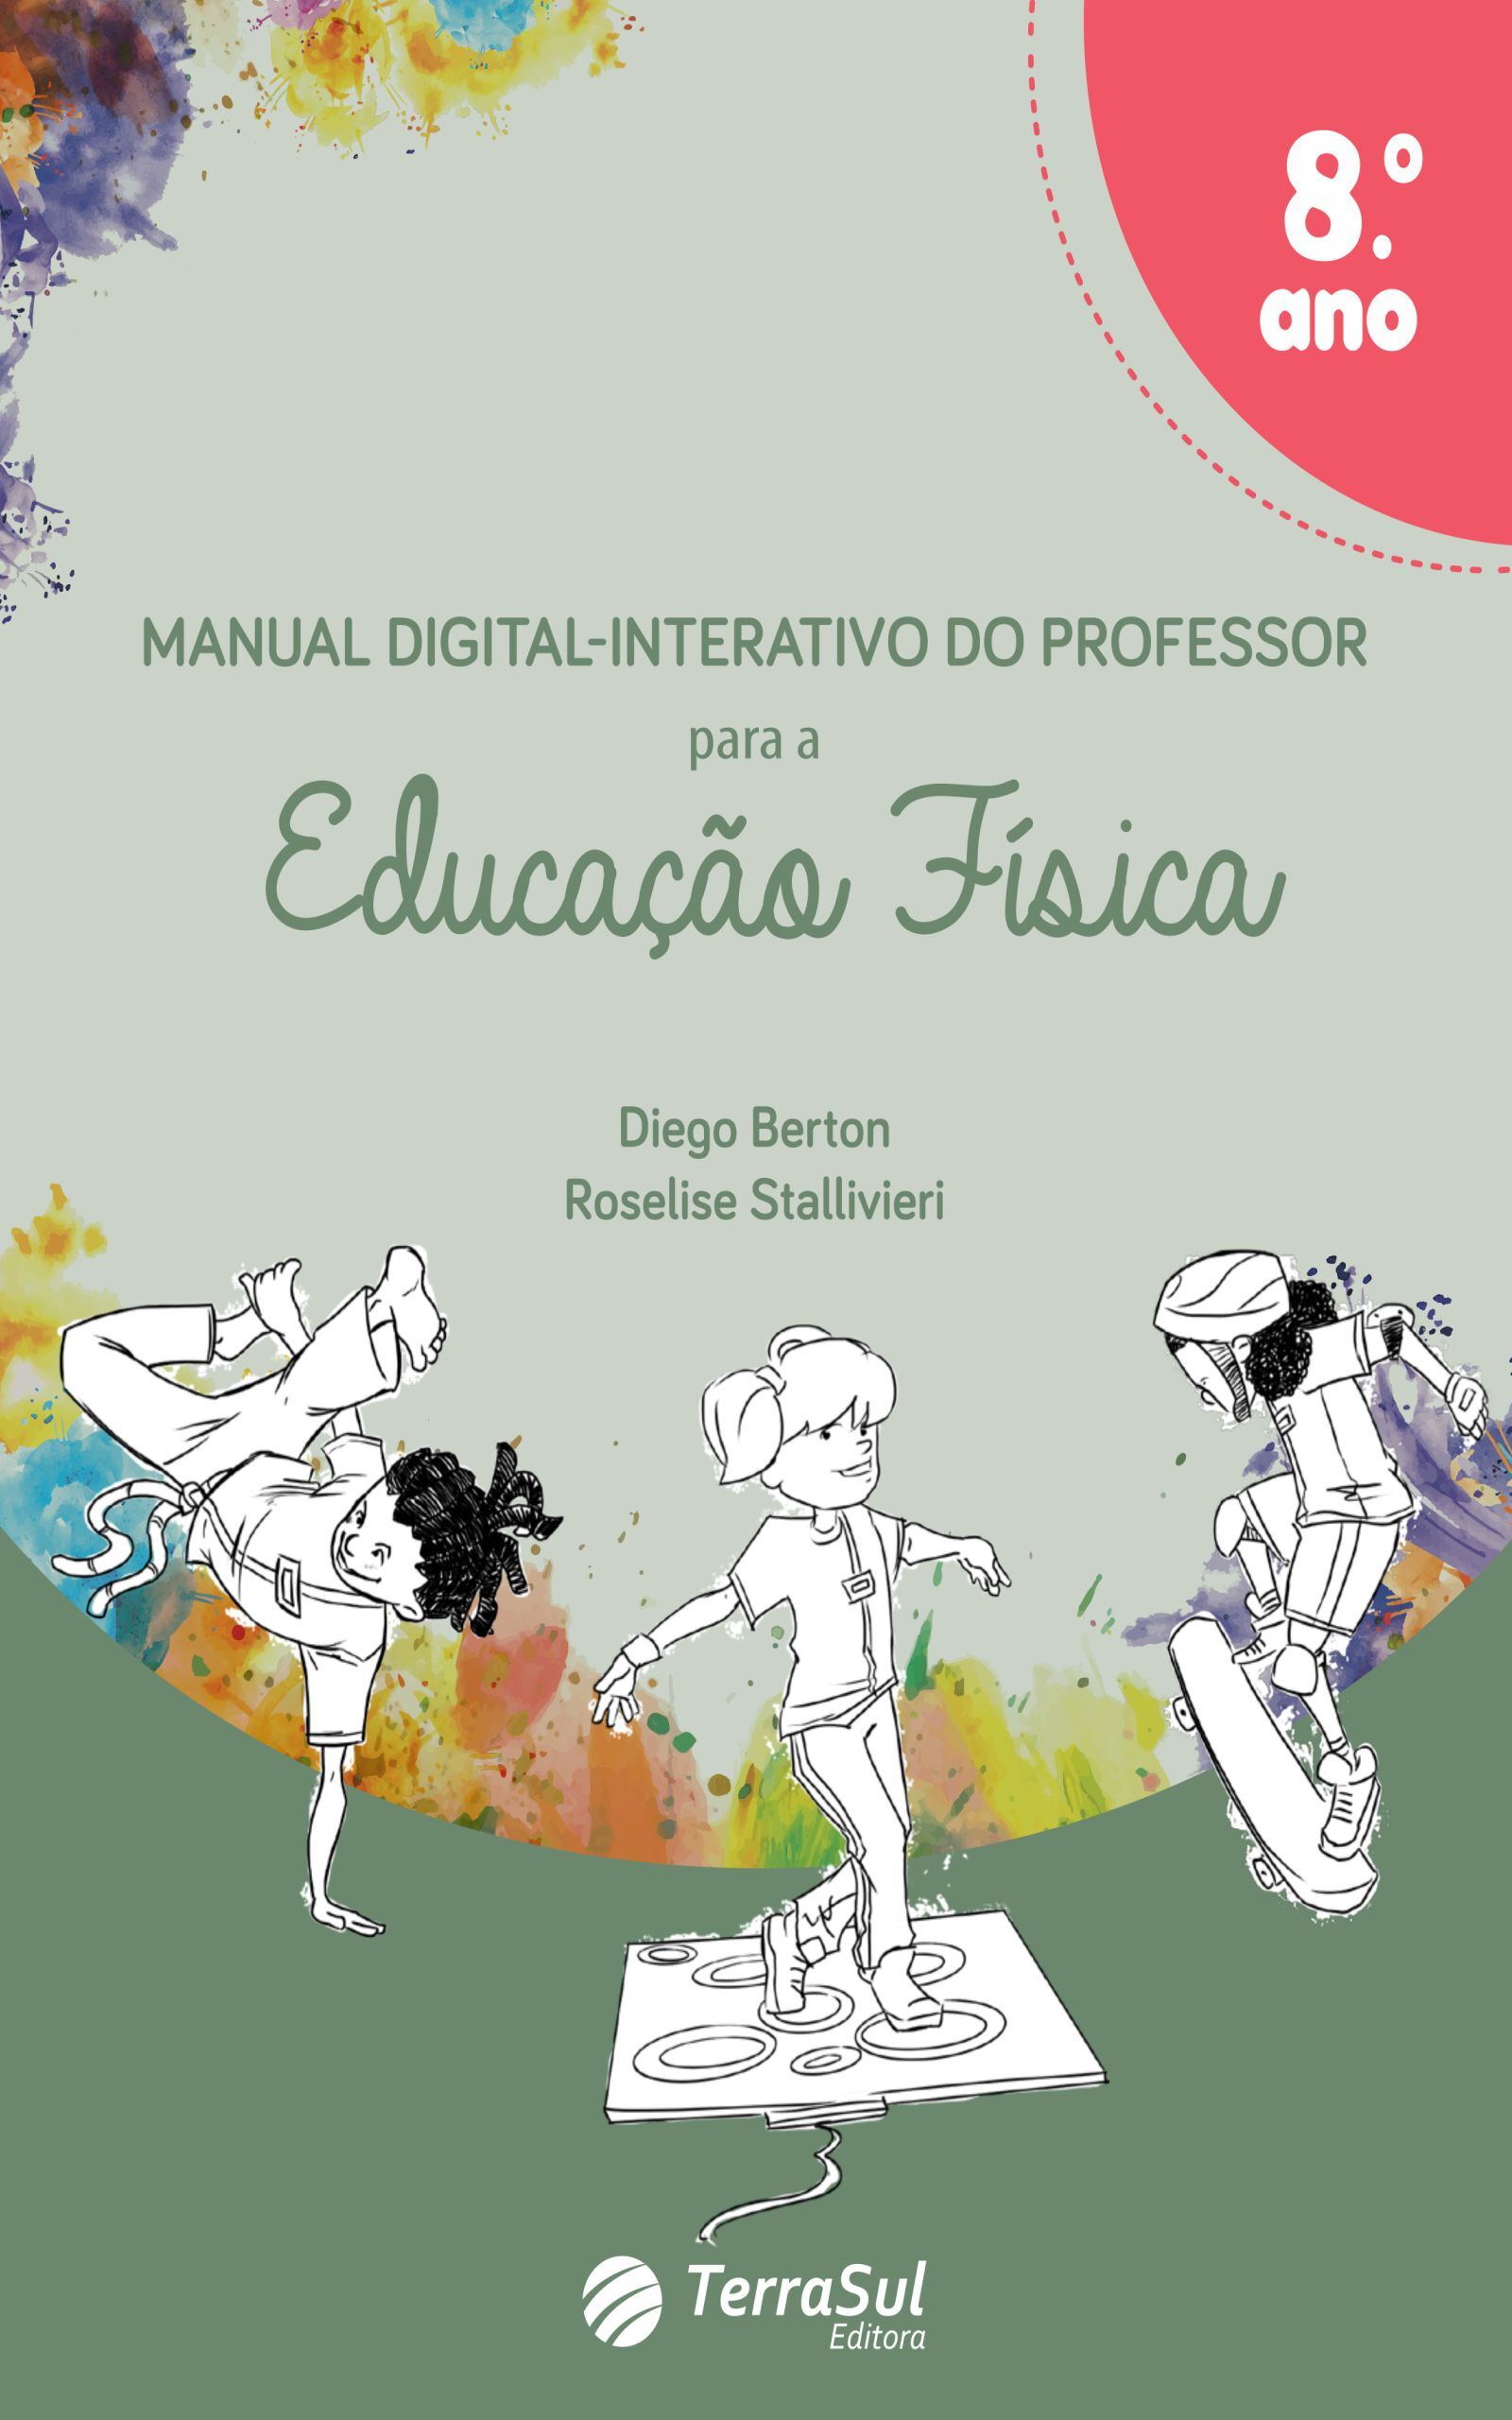 8.º
ano
MANUAL DIGITAL-INTERATIVO DO PROFESSOR
para a
Educação Física
Diego Berton
Roselise Stallivieri
TerraSul
Editora